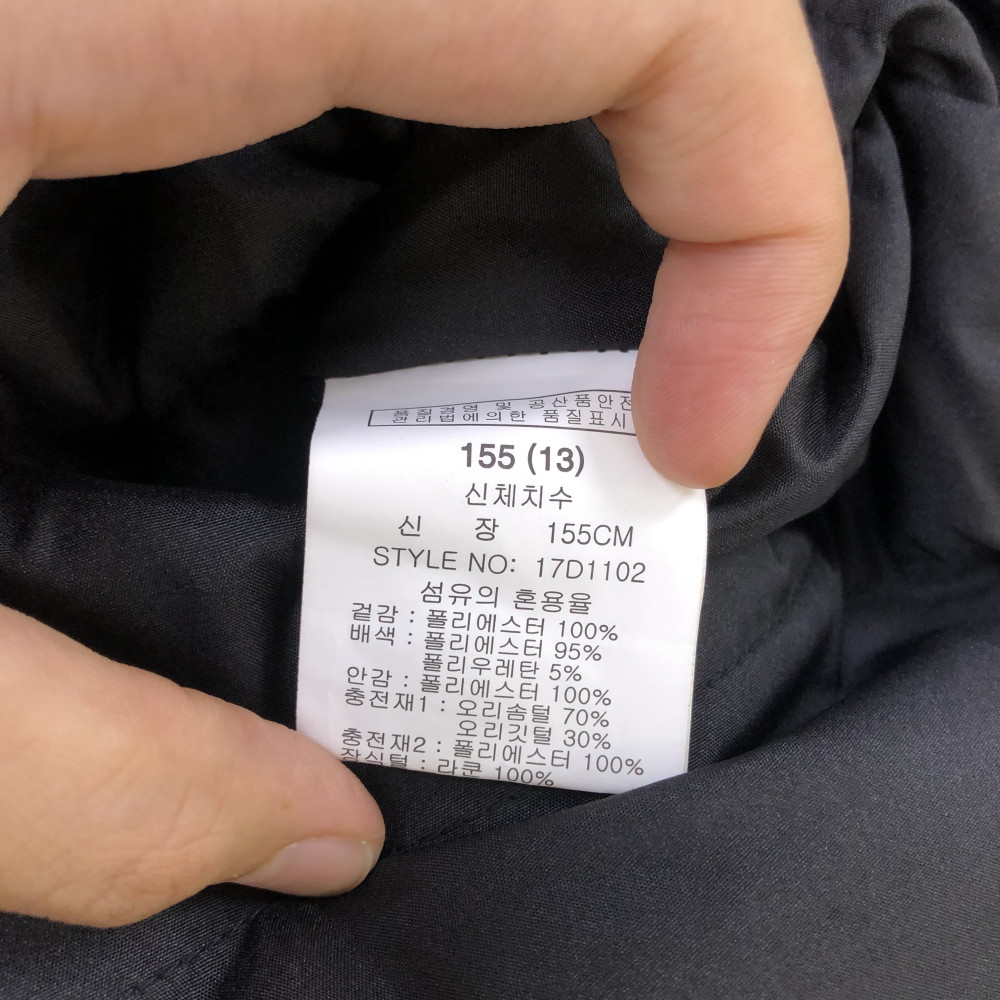 품질경영 및 공산품안전
관리법에의한 품질표시
155 (13)
신체치수
신 장 155CM
STYLE NO: 17D1102
섬유의 혼용율
겉감 : 폴리에스터 100%
배색 : 폴리에스터 95%
폴리우레탄 5%
안감 : 폴리에스터 100%
충전재1 : 오리솜털 70%
오리깃털 30%
충전재2 : 폴리에스터 100%
장식털 : 라쿤 100%